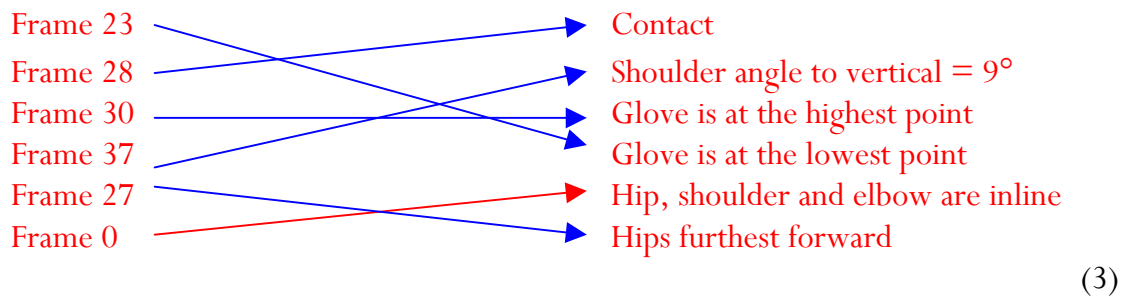 Frame 23 Contact
Frame 28 Shoulder angle to vertical = 9°
Frame 30 Glove is at the highest point
Frame 37 Glove is at the lowest point
Frame 27 Hip, shoulder and elbow are inline
Frame 0 Hips furthest forward
(3)